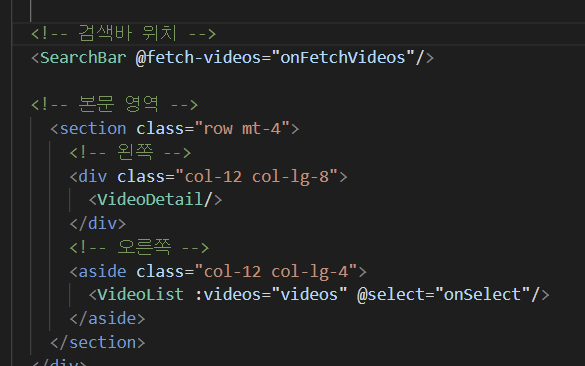 <!-- 검색바 위치 -->
<SearchBar @fetch-videos="onFetchVideos"/>
<!-- 본문 영역 -->
<section class="row mt-4">
<!-- 왼쪽 -->
<div class="col-12 col-lg-8">
<VideoDetail/>
</div>
<!-- 오른쪽 -->
<aside class="col-12 col-lg-4">
<VideoList :videos="videos" @select="onSelect"/>
</aside>
</section>
</div>